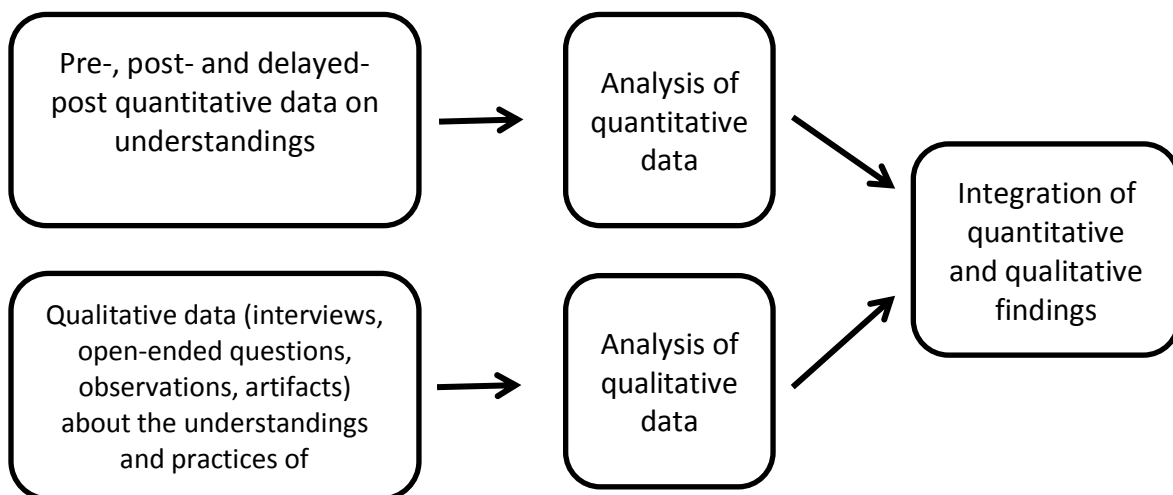 Pre-, post- and delayed-
post quantitative data on
understandings
Analysis of
quantitative
data
Integration of
quantitative
and qualitative
findings
Qualitative data (interviews,
open-ended questions,
observations, artifacts)
about the understandings
and practices of
Analysis of
qualitative
data